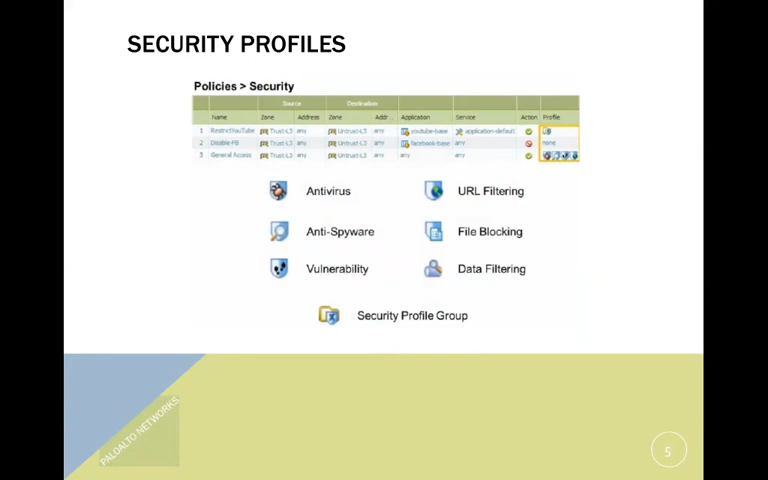 SECURITY PROFILES
Policies > Security
Source Destination
Name Zone Address Zone Addr... Application Service Action Profile
1 RestrictYouTube Trust-L3 any Untrust-L3 any youtube-base application-default
2 Disable-FB Trust-L3 any Untrust-L3 any facebook-base any none
3 General Access Trust-L3 any Untrust-L3 any any any
Antivirus URL Filtering
Anti-Spyware File Blocking
Vulnerability Data Filtering
Security Profile Group
PALOALTO NETWORKS
5